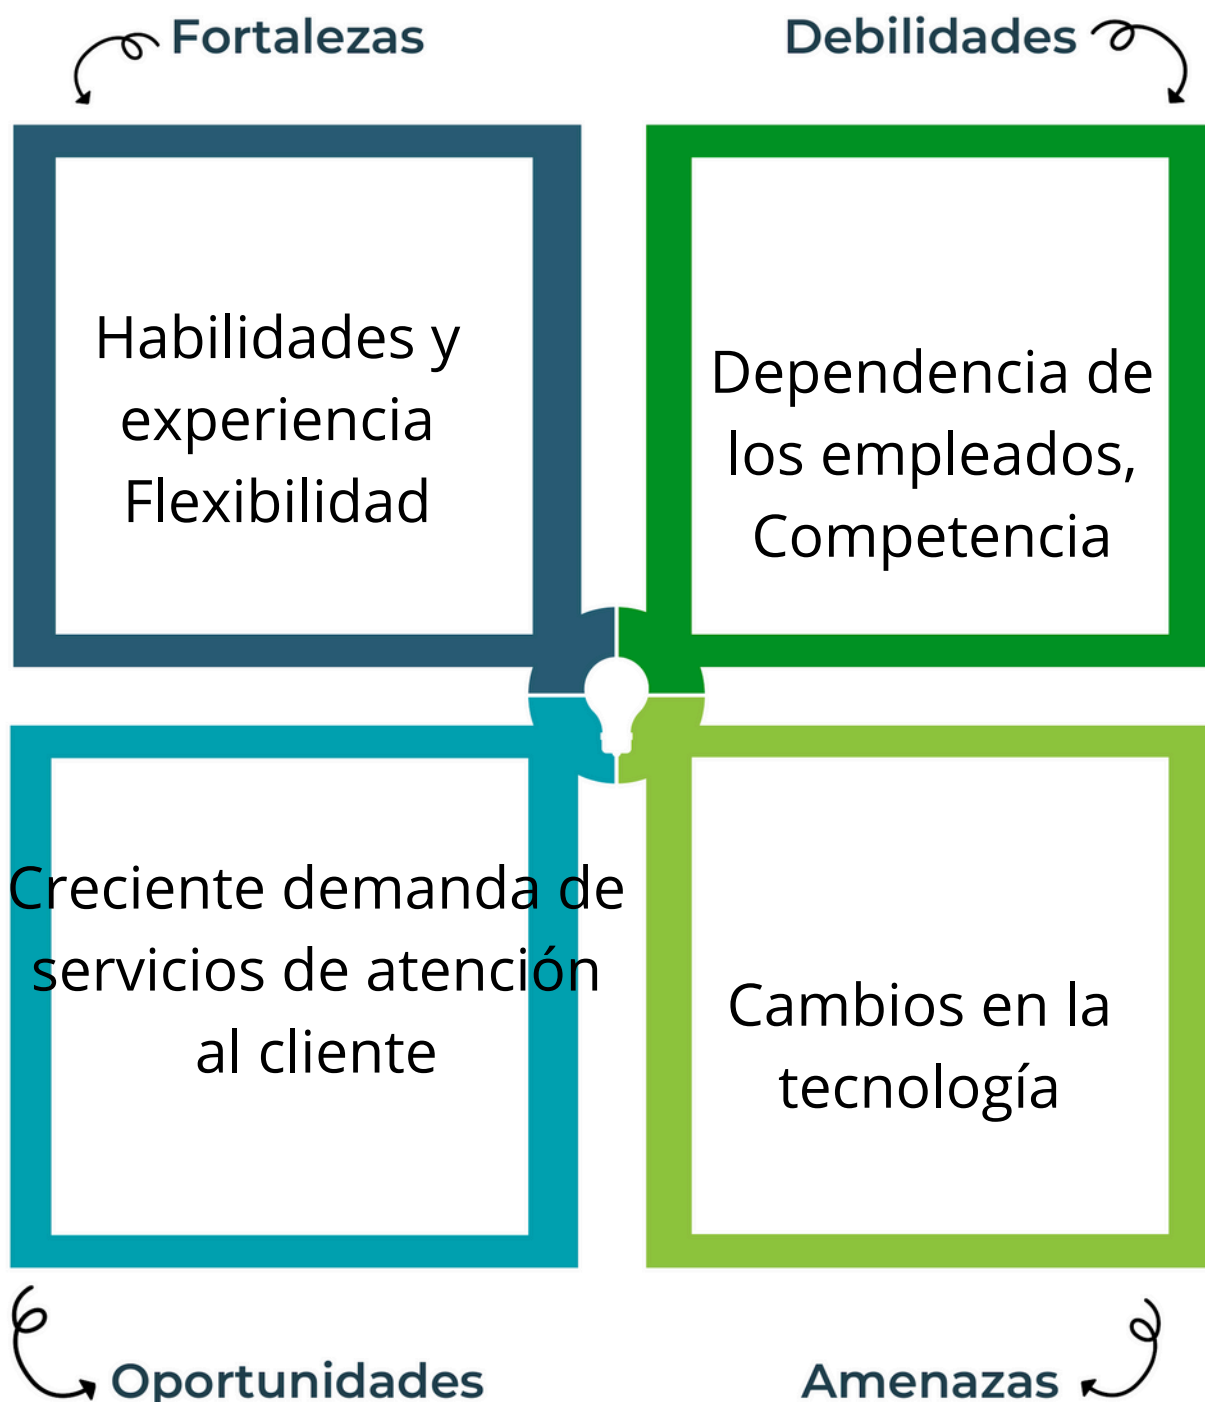 Fortalezas
Debilidades
Habilidades y
experiencia
Flexibilidad
Dependencia de
los empleados,
Competencia
Creciente demanda de
servicios de atención
al cliente
Cambios en la
tecnología
Oportunidades
Amenazas